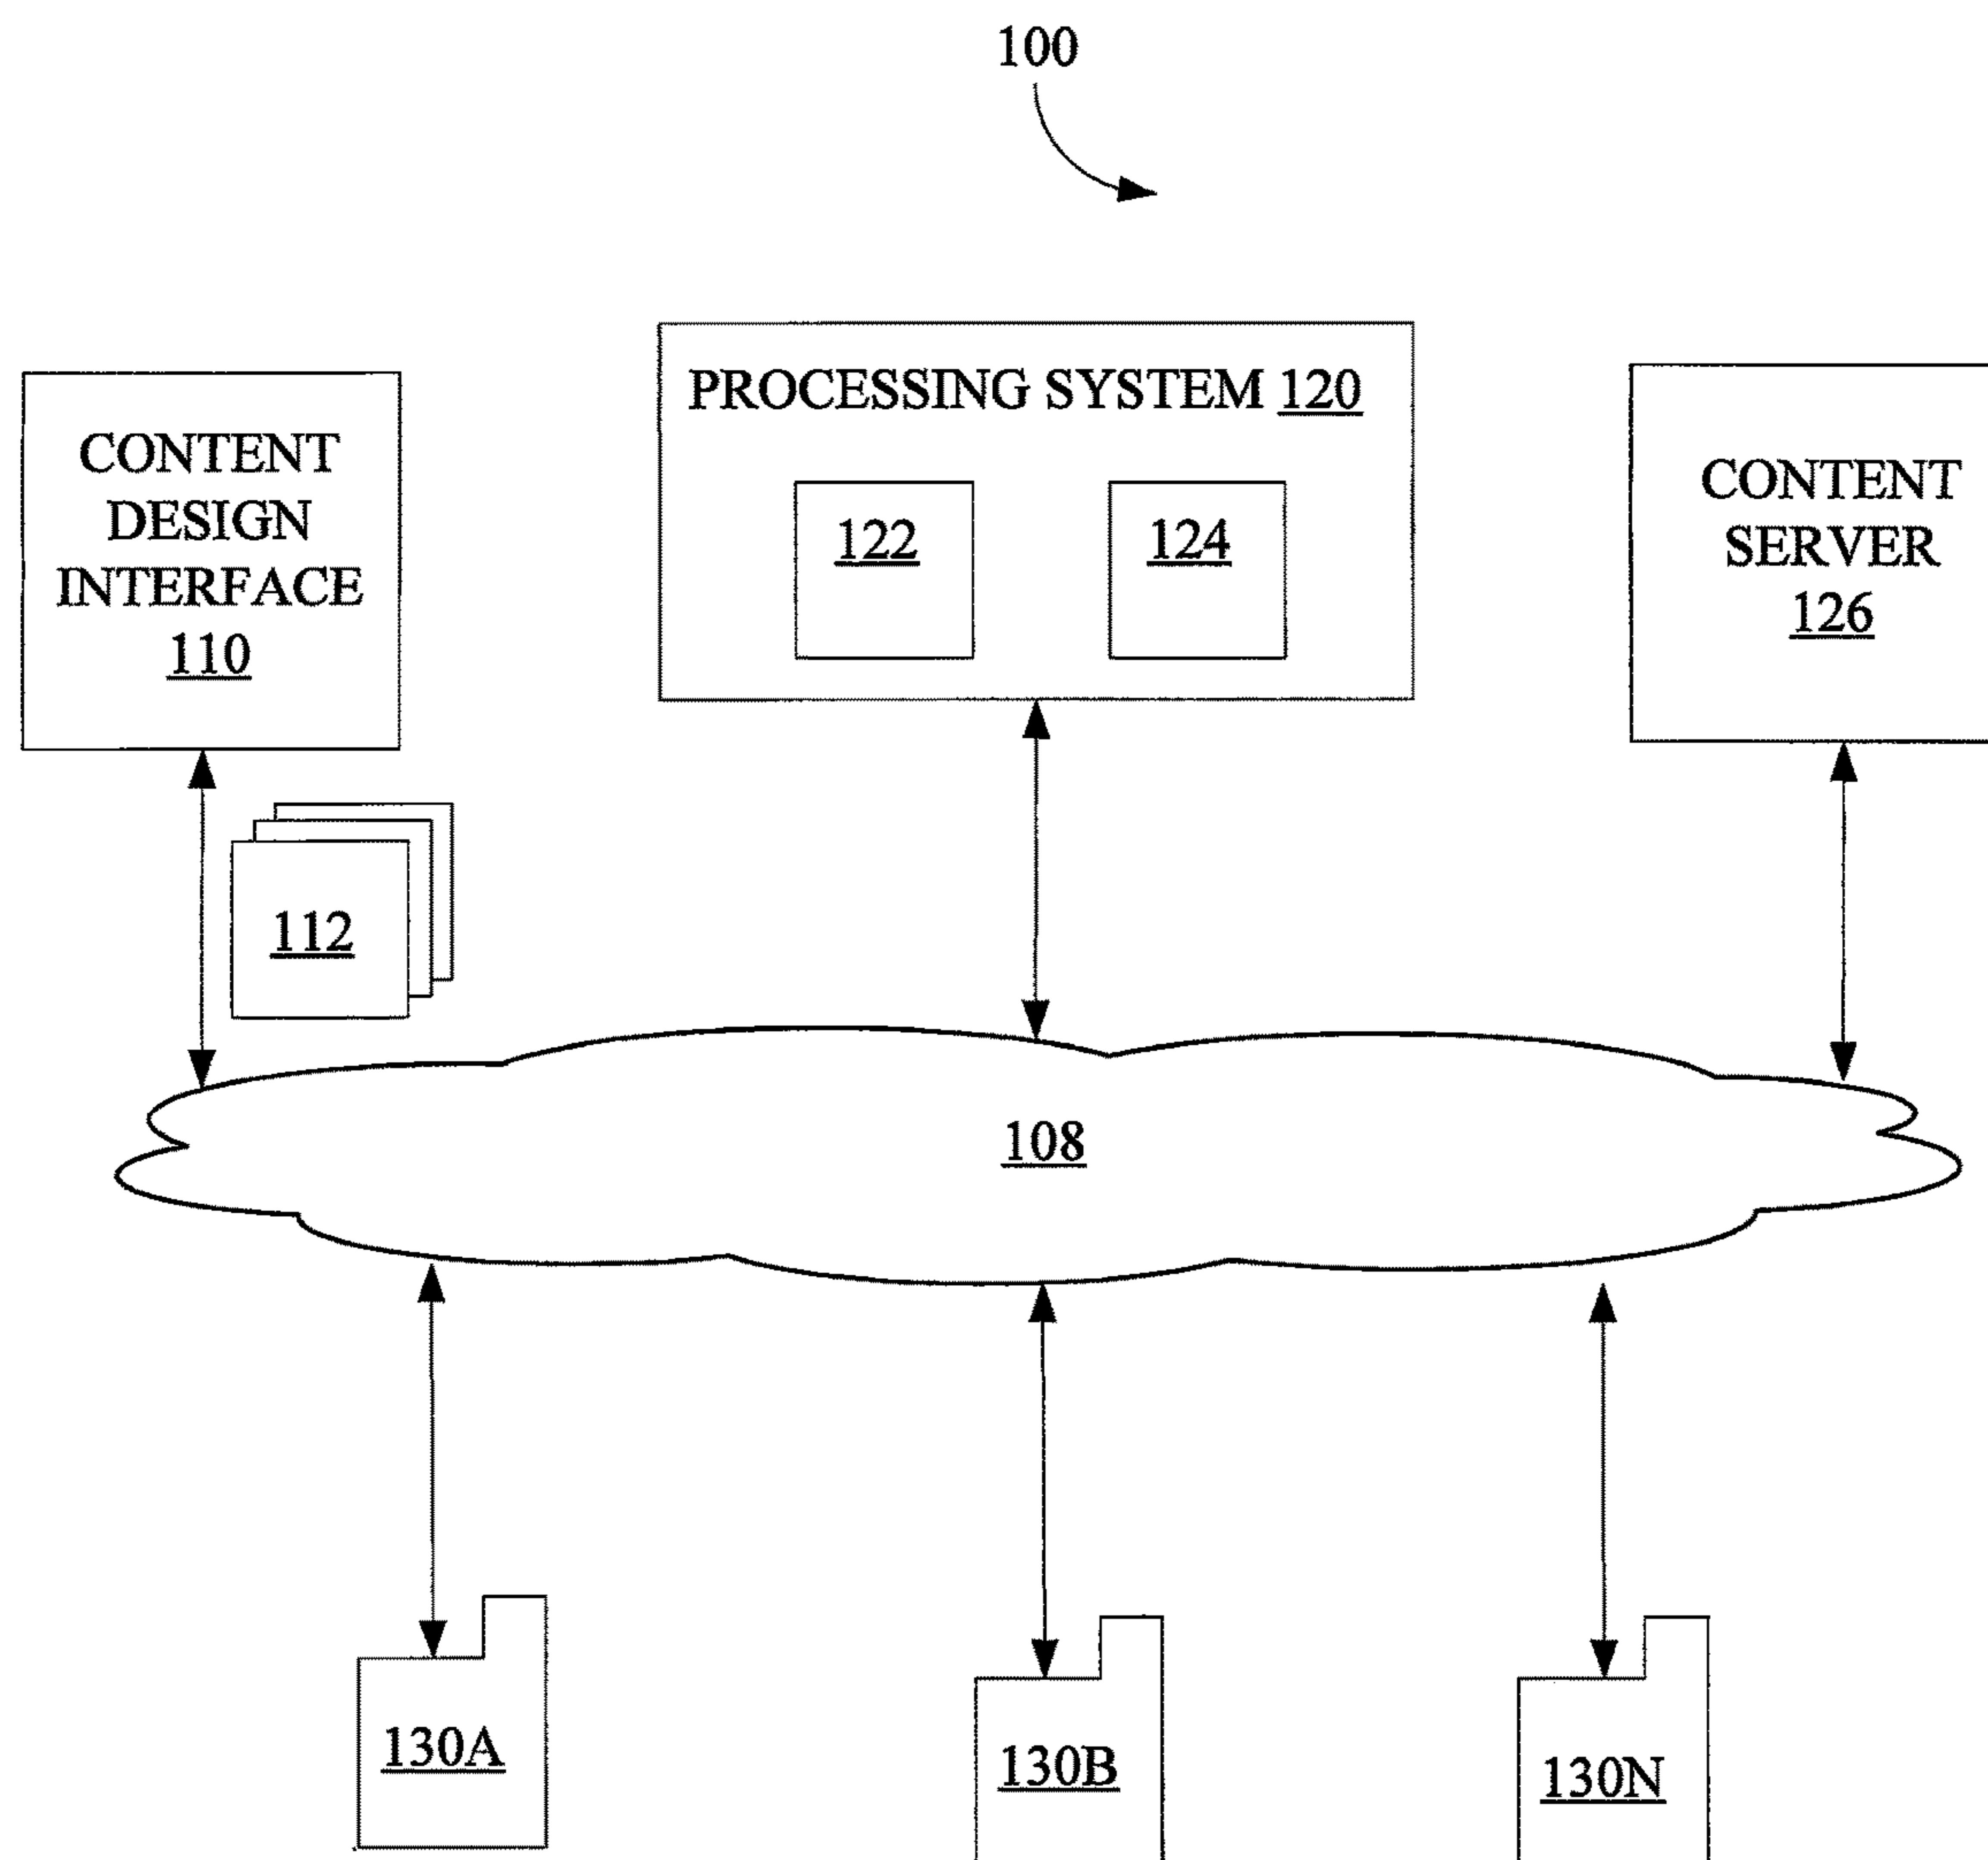 100
PROCESSING SYSTEM 120
122
124
CONTENT
DESIGN
INTERFACE
110
CONTENT
SERVER
126
112
108
130A
130B
130N